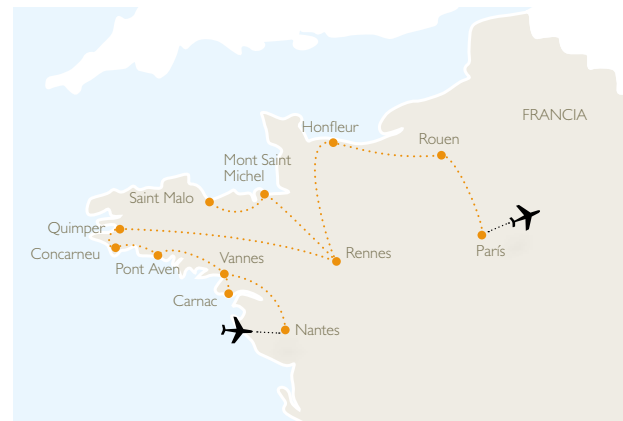 FRANCIA
Honfleur
Rouen
Mont Saint
Michel
Saint Malo
Quimper
Concarneu
Pont Aven
Vannes
Rennes
París
Carnac
Nantes